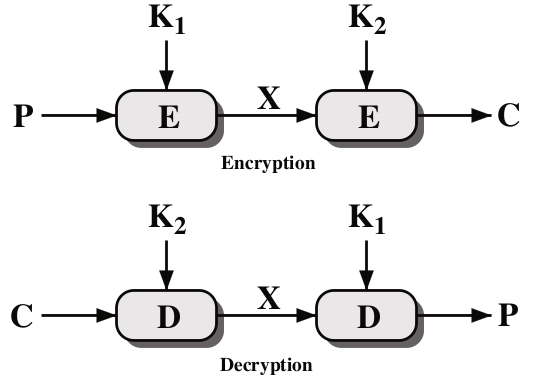 K₁ K₂
P E X E C
Encryption
K₂ K₁
C D X D P
Decryption